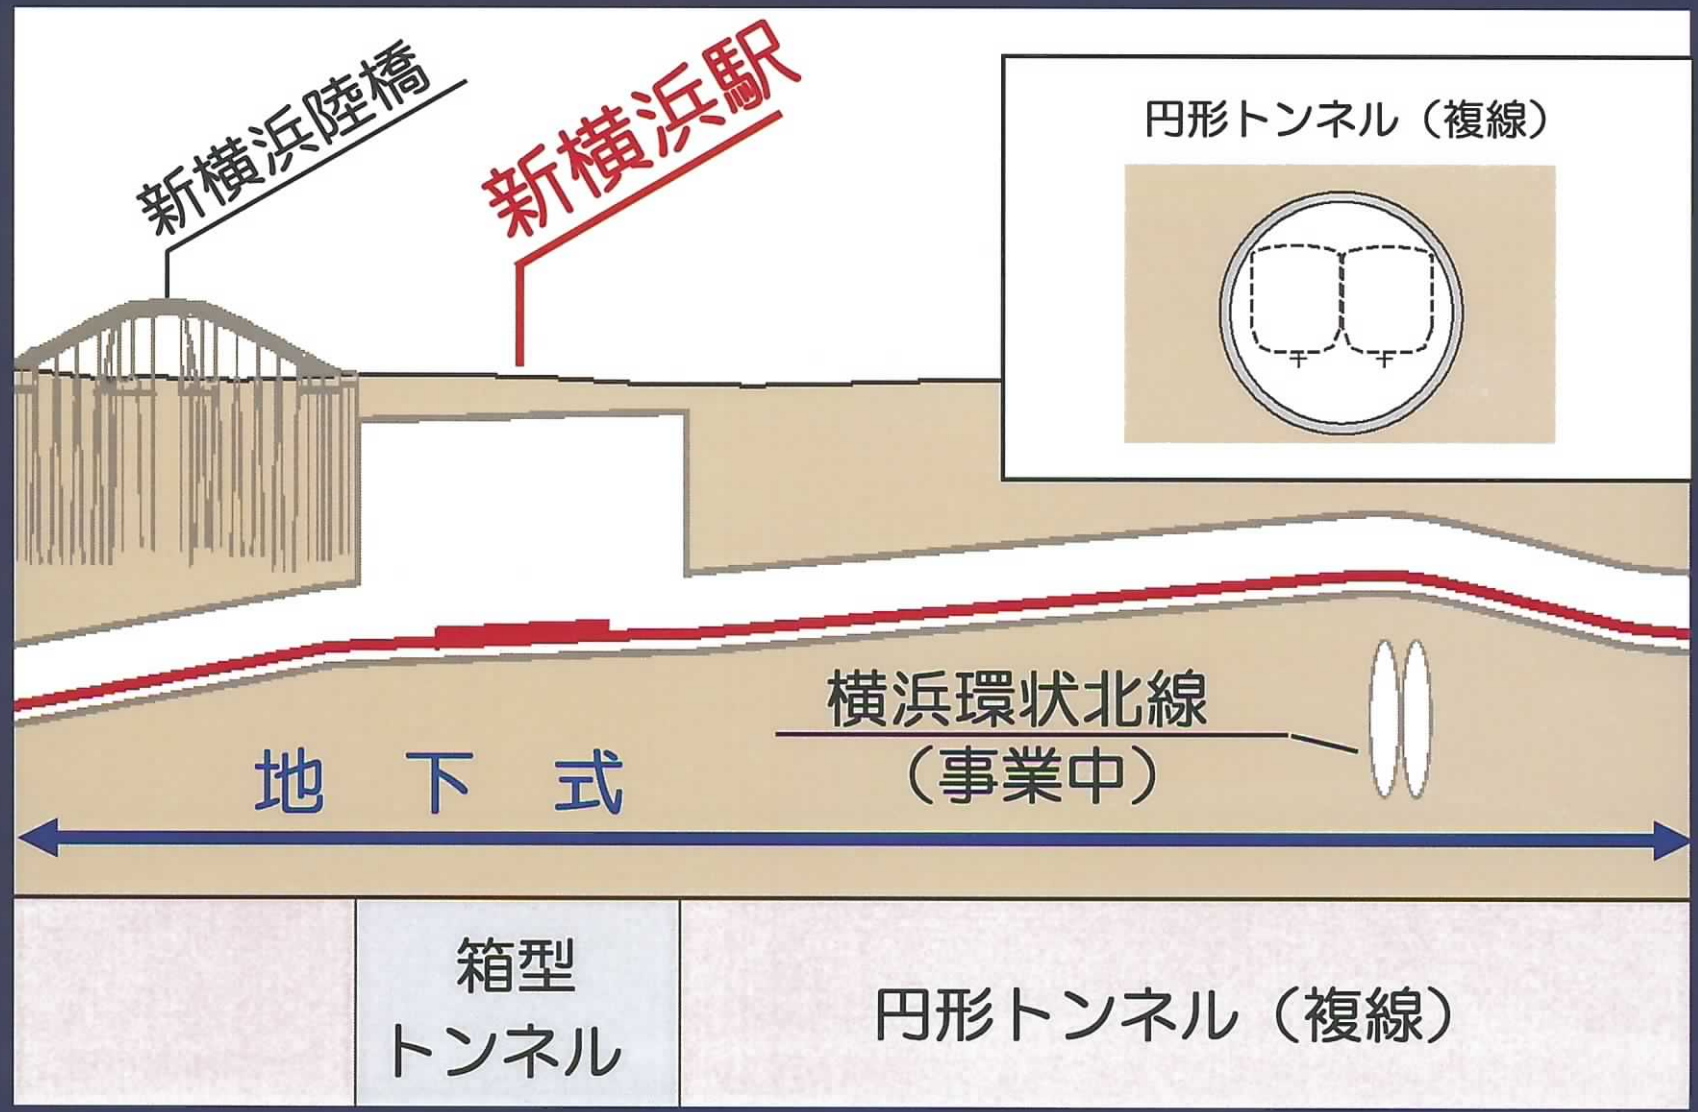 新横浜陸橋
新横浜駅
円形トンネル（複線）
横浜環状北線
（事業中）
地下式
箱型
トンネル
円形トンネル（複線）